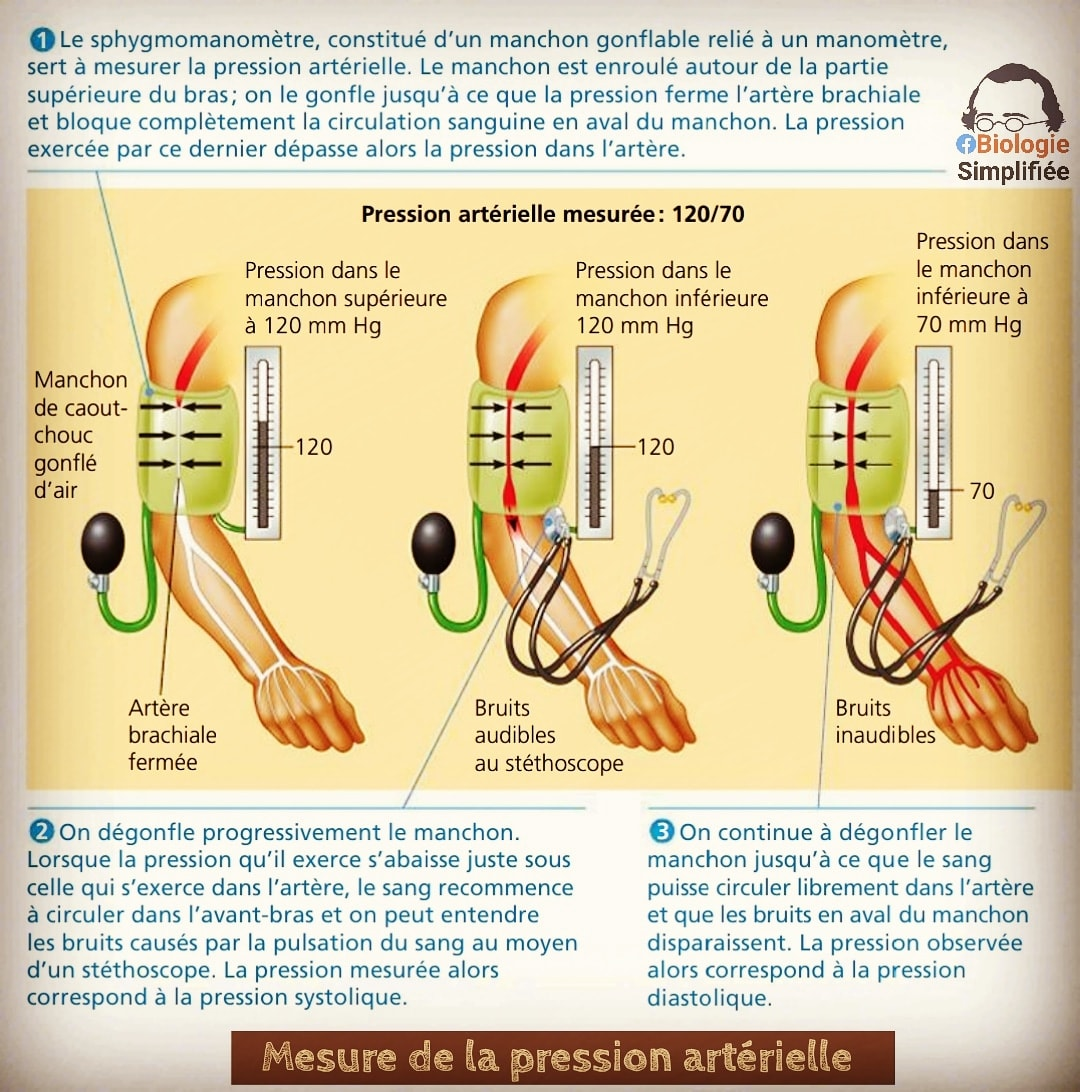 1 Le sphygmomanomètre, constitué d'un manchon gonflable relié à un manomètre,
sert à mesurer la pression artérielle. Le manchon est enroulé autour de la partie
supérieure du bras; on le gonfle jusqu'à ce que la pression ferme l'artère brachiale
et bloque complètement la circulation sanguine en aval du manchon. La pression
exercée par ce dernier dépasse alors la pression dans l'artère.
Biologie
Simplifiée
Pression artérielle mesurée: 120/70
Pression dans le
manchon supérieure
à 120 mm Hg
Pression dans le
manchon inférieure
120 mm Hg
Pression dans
le manchon
inférieure à
70 mm Hg
Manchon
de caout-
chouc
gonflé
d'air
120
120
70
Artère
brachiale
fermée
Bruits
audibles
au stéthoscope
Bruits
inaudibles
2 On dégonfle progressivement le manchon.
Lorsque la pression qu'il exerce s'abaisse juste sous
celle qui s'exerce dans l'artère, le sang recommence
à circuler dans l'avant-bras et on peut entendre
les bruits causés par la pulsation du sang au moyen
d'un stéthoscope. La pression mesurée alors
correspond à la pression systolique.
3 On continue à dégonfler le
manchon jusqu'à ce que le sang
puisse circuler librement dans l'artère
et que les bruits en aval du manchon
disparaissent. La pression observée
alors correspond à la pression
diastolique.
Mesure de la pression artérielle